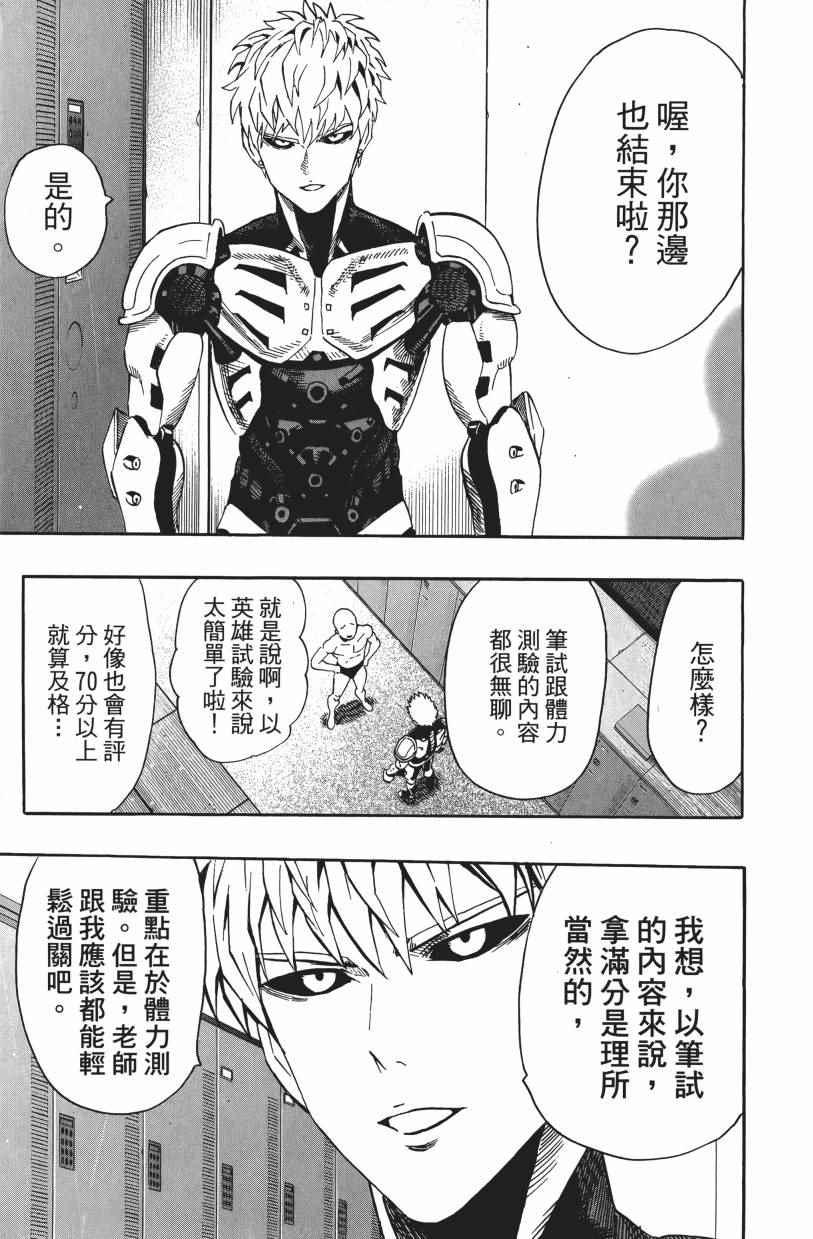 喔，你那邊
也結束啦？
是的。
怎麼樣？
筆試跟體力
測驗的內容
都很無聊。
就是說啊，以
英雄試驗來說
太簡單了啦！
好像也會有評
分，70分以上
就算及格…
我想，以筆試
的內容來說，
拿滿分是理所
當然的，
重點在於體力測
驗。但是，老師
跟我應該都能輕
鬆過關吧。